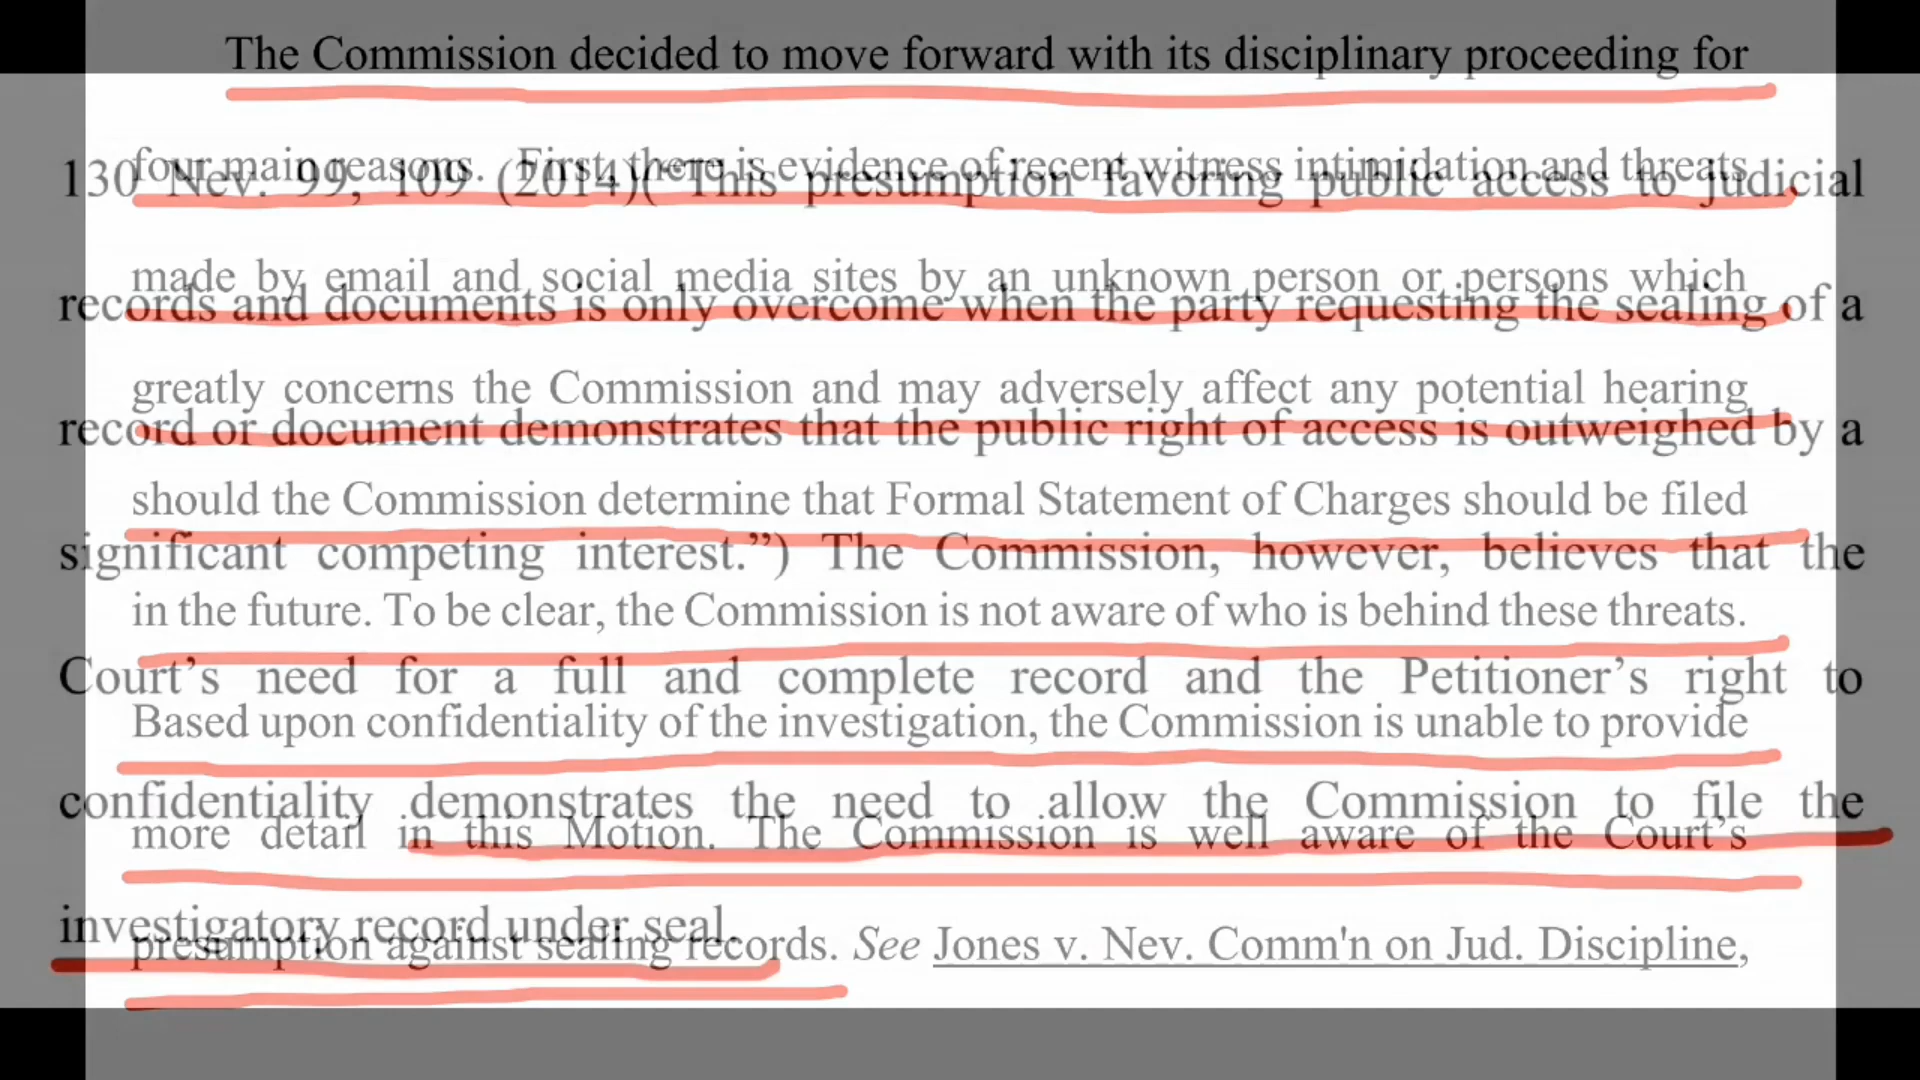 The Commission decided to move forward with its disciplinary proceeding for
four main reasons. First, there is evidence of recent witness intimidation and threats
made by email and social media sites by an unknown person or persons which
greatly concerns the Commission and may adversely affect any potential hearing
should the Commission determine that Formal Statement of Charges should be filed
in the future. To be clear, the Commission is not aware of who is behind these threats.
Based upon confidentiality of the investigation, the Commission is unable to provide
more detail in this Motion. The Commission is well aware of the Court's
presumption against sealing records. See Jones v. Nev. Comm'n on Jud. Discipline,
130 Nev. 99, 109 (2014)(“This presumption favoring public access to judicial
records and documents is only overcome when the party requesting the sealing of a
record or document demonstrates that the public right of access is outweighed by a
significant competing interest.”) The Commission, however, believes that the
Court’s need for a full and complete record and the Petitioner’s right to
confidentiality demonstrates the need to allow the Commission to file the
investigatory record under seal.